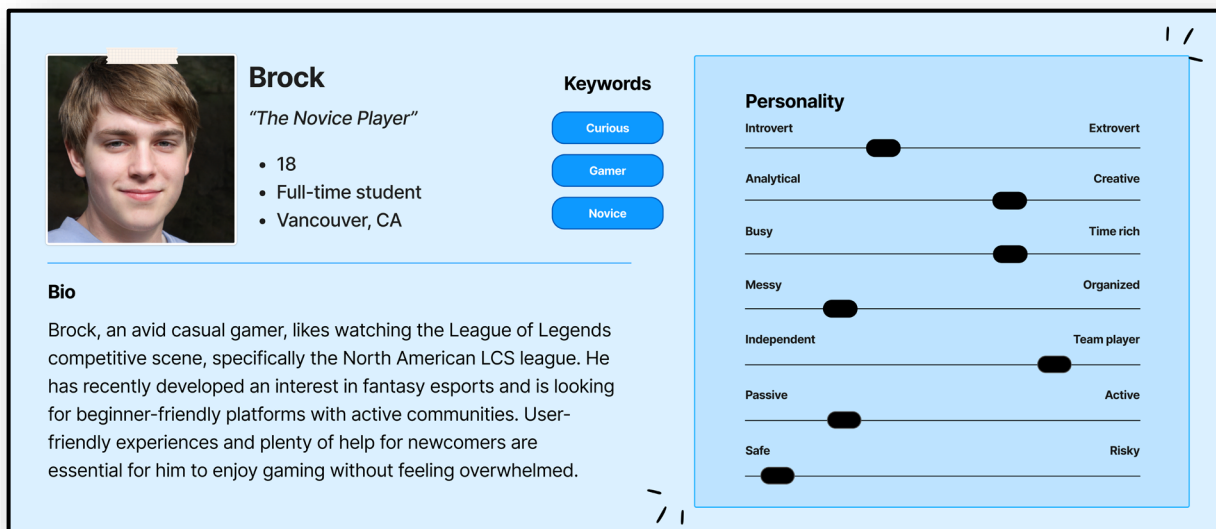 Brock
“The Novice Player”
• 18
• Full-time student
• Vancouver, CA
Keywords
Curious
Gamer
Novice
Bio
Brock, an avid casual gamer, likes watching the League of Legends
competitive scene, specifically the North American LCS league. He
has recently developed an interest in fantasy esports and is looking
for beginner-friendly platforms with active communities. User-
friendly experiences and plenty of help for newcomers are
essential for him to enjoy gaming without feeling overwhelmed.
Personality
Introvert Extrovert
Analytical Creative
Busy Time rich
Messy Organized
Independent Team player
Passive Active
Safe Risky